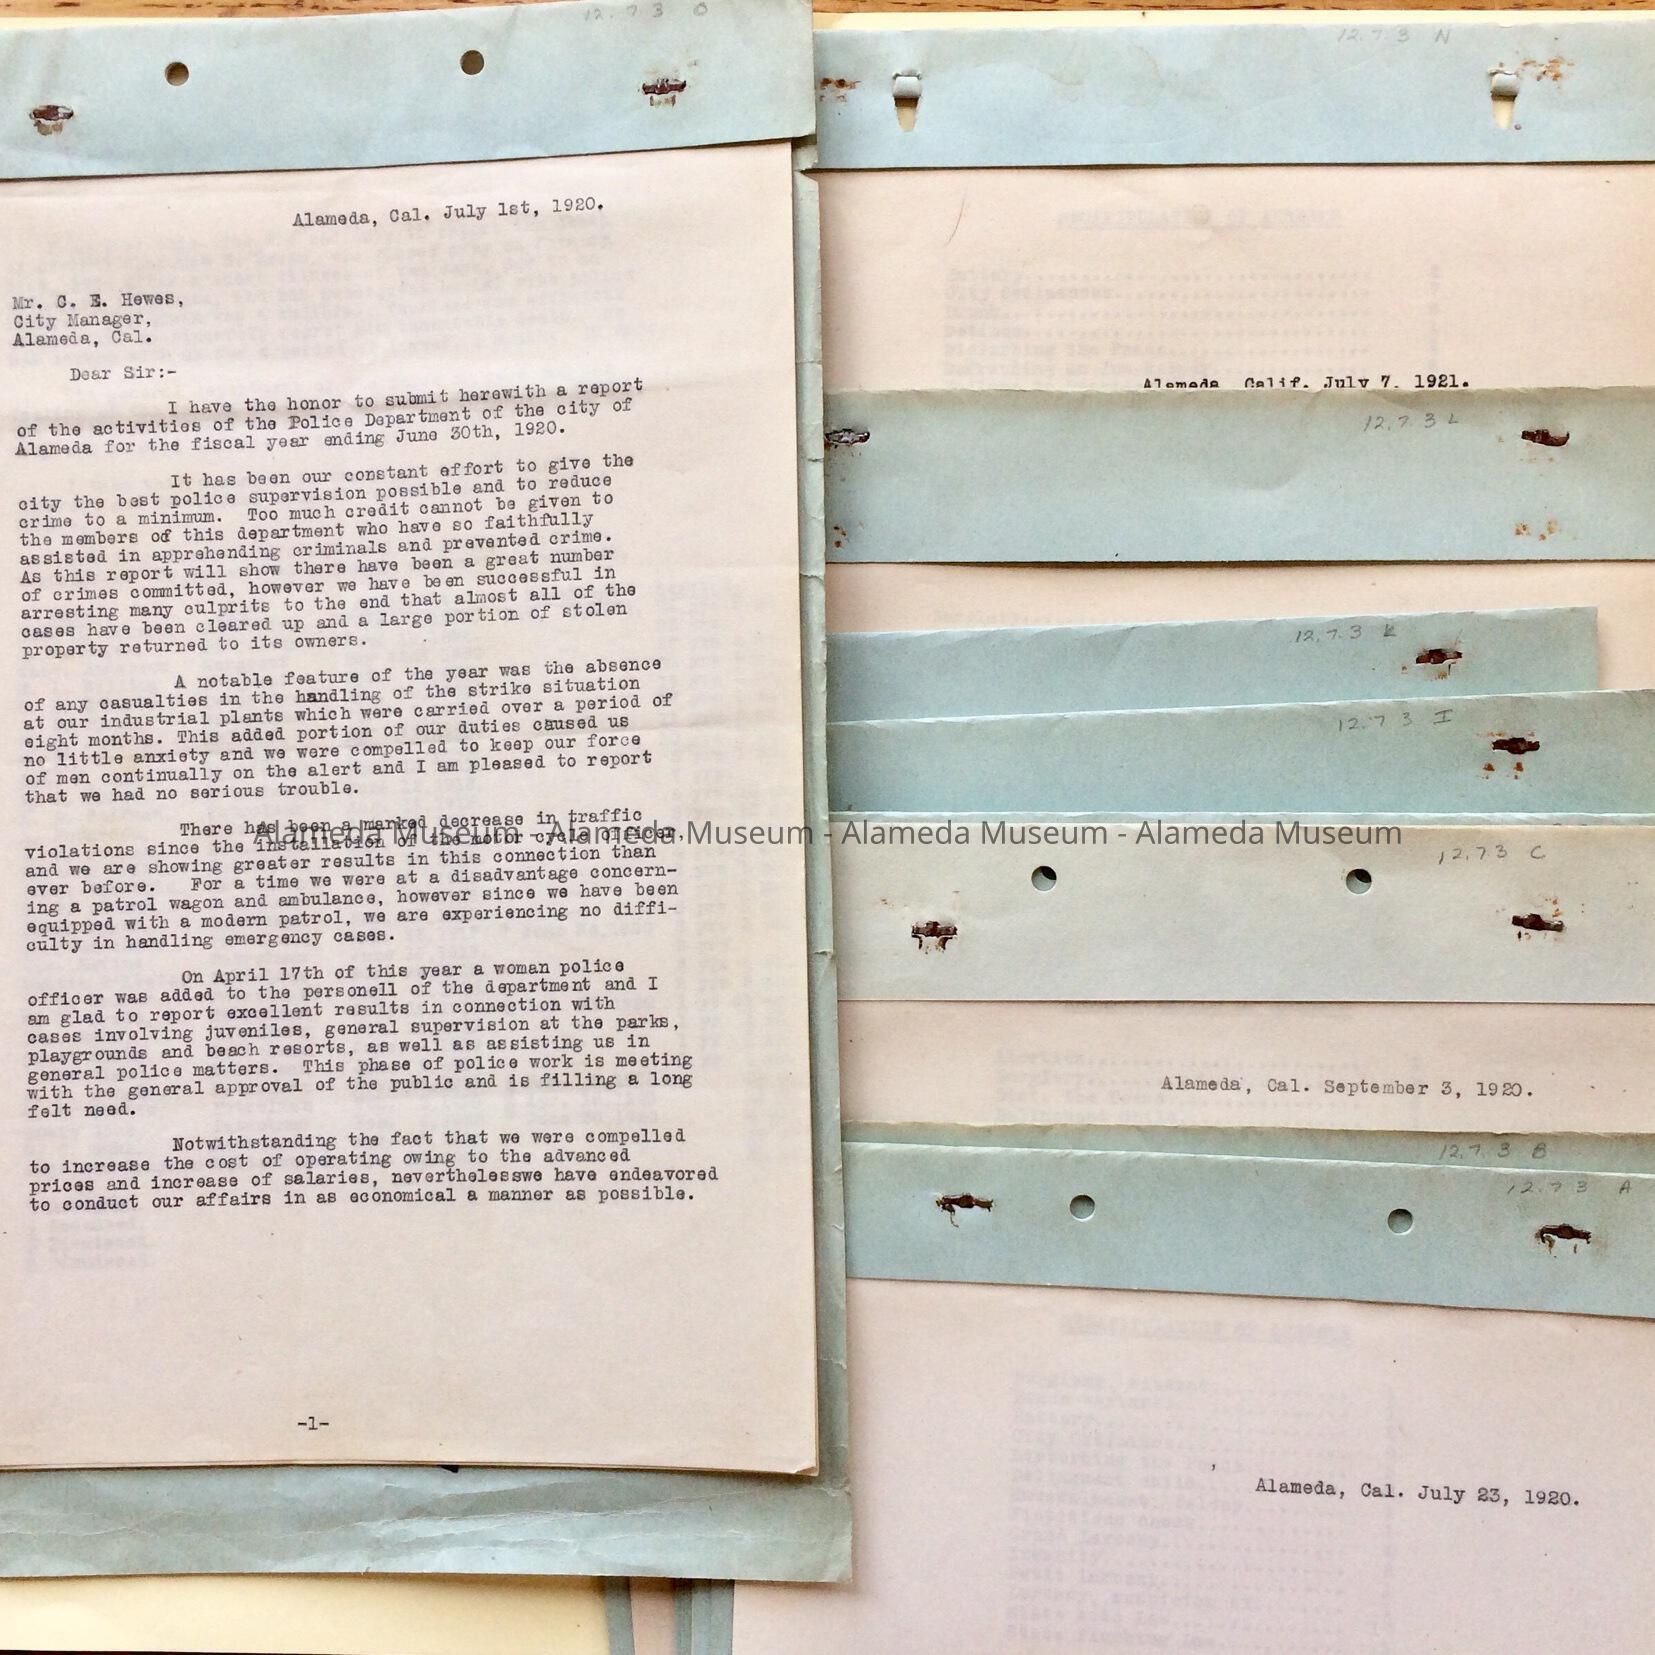 12.7.3 O
Alameda, Cal. July 1st, 1920.
Mr. C. E. Hewes,
City Manager,
Alameda, Cal.
Dear Sir:-
I have the honor to submit herewith a report
of the activities of the Police Department of the city of
Alameda for the fiscal year ending June 30th, 1920.
It has been our constant effort to give the
city the best police supervision possible and to reduce
crime to a minimum. Too much credit cannot be given to
the members of this department who have so faithfully
assisted in apprehending criminals and prevented crime.
As this report will show there have been a great number
of crimes committed, however we have been successful in
arresting many culprits to the end that almost all of the
cases have been cleared up and a large portion of stolen
property returned to its owners.
A notable feature of the year was the absence
of any casualties in the handling of the strike situation
at our industrial plants which were carried over a period of
eight months. This added portion of our duties caused us
no little anxiety and we were compelled to keep our force
of men continually on the alert and I am pleased to report
that we had no serious trouble.
There has been a marked decrease in traffic
violations since the installation of the motor cycle officer,
and we are showing greater results in this connection than
ever before. For a time we were at a disadvantage concern-
ing a patrol wagon and ambulance, however since we have been
equipped with a modern patrol, we are experiencing no diffi-
culty in handling emergency cases.
On April 17th of this year a woman police
officer was added to the personell of the department and I
am glad to report excellent results in connection with
cases involving juveniles, general supervision at the parks,
playgrounds and beach resorts, as well as assisting us in
general police matters. This phase of police work is meeting
with the general approval of the public and is filling a long
felt need.
Notwithstanding the fact that we were compelled
to increase the cost of operating owing to the advanced
prices and increase of salaries, neverthelesswe have endeavored
to conduct our affairs in as economical a manner as possible.
-1-
12.7.3 N
Alameda, Calif. July 7, 1921.
12.7.3 L
12.7.3 K
12.7.3 I
Alameda Museum - Alameda Museum - Alameda Museum - Alameda Museum
12.7.3 C
Alameda, Cal. September 3, 1920.
12.7.3 B
12.7.3 A
Alameda, Cal. July 23, 1920.